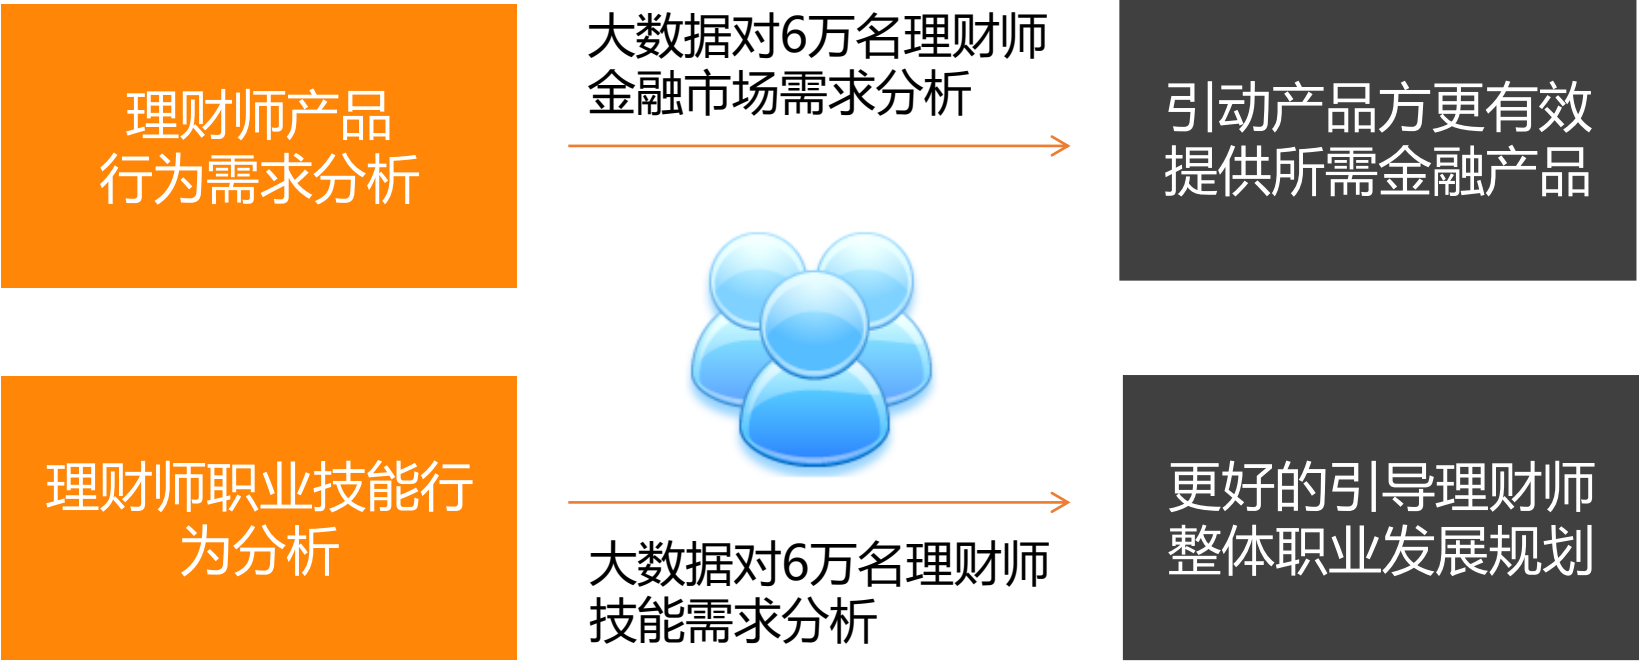 理财师产品
行为需求分析
大数据对6万名理财师
金融市场需求分析
引动产品方更有效
提供所需金融产品
理财师职业技能行
为分析
大数据对6万名理财师
技能需求分析
更好的引导理财师
整体职业发展规划